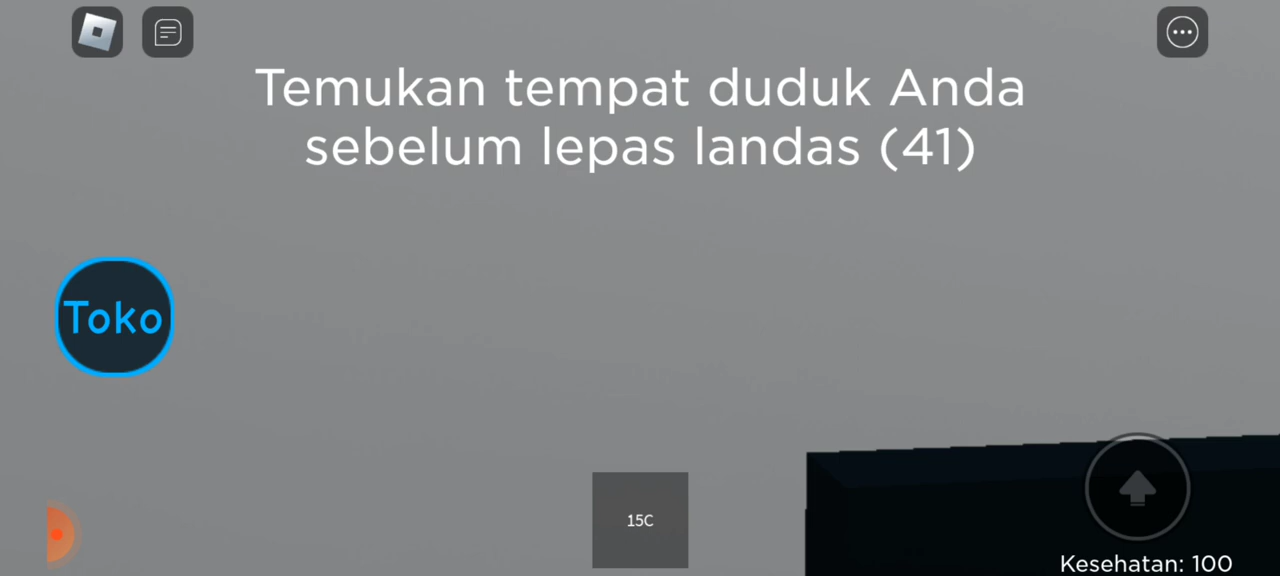 Temukan tempat duduk Anda
sebelum lepas landas (41)
Toko
15C
Kesehatan: 100